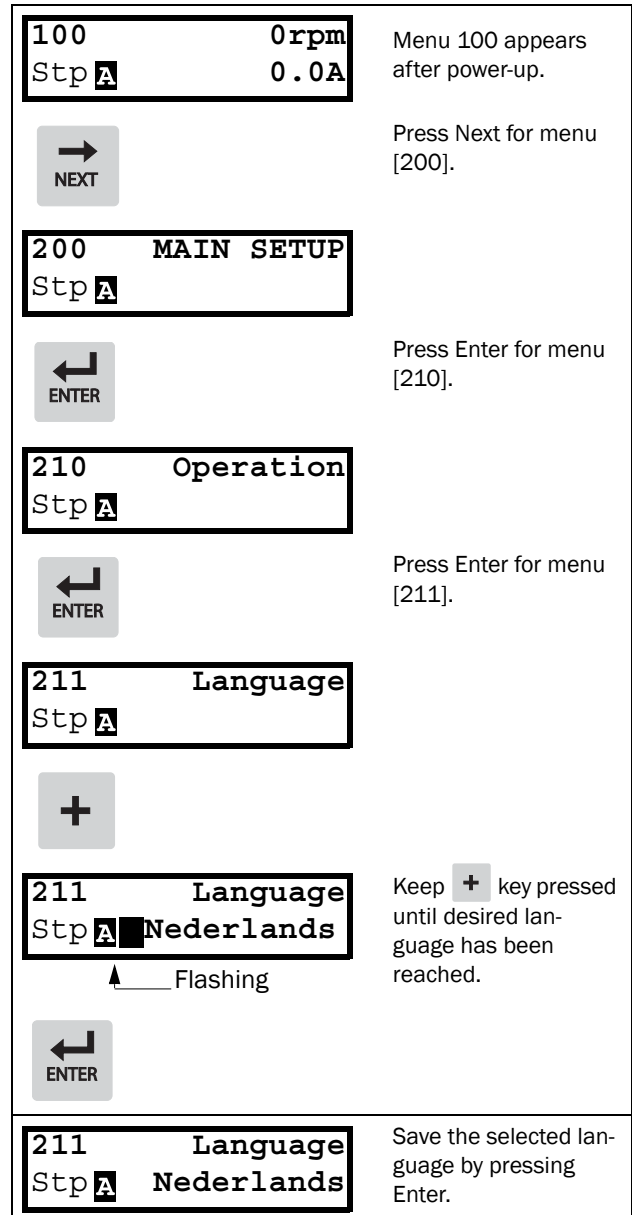 100 0rpm
Stp A 0.0A
Menu 100 appears
after power-up.
NEXT
Press Next for menu
[200].
200 MAIN SETUP
Stp A
ENTER
Press Enter for menu
[210].
210 Operation
Stp A
ENTER
Press Enter for menu
[211].
211 Language
Stp A
+
211 Language
Stp A Nederlands
Flashing
Keep + key pressed
until desired lan-
guage has been
reached.
ENTER
211 Language
Stp A Nederlands
Save the selected lan-
guage by pressing
Enter.